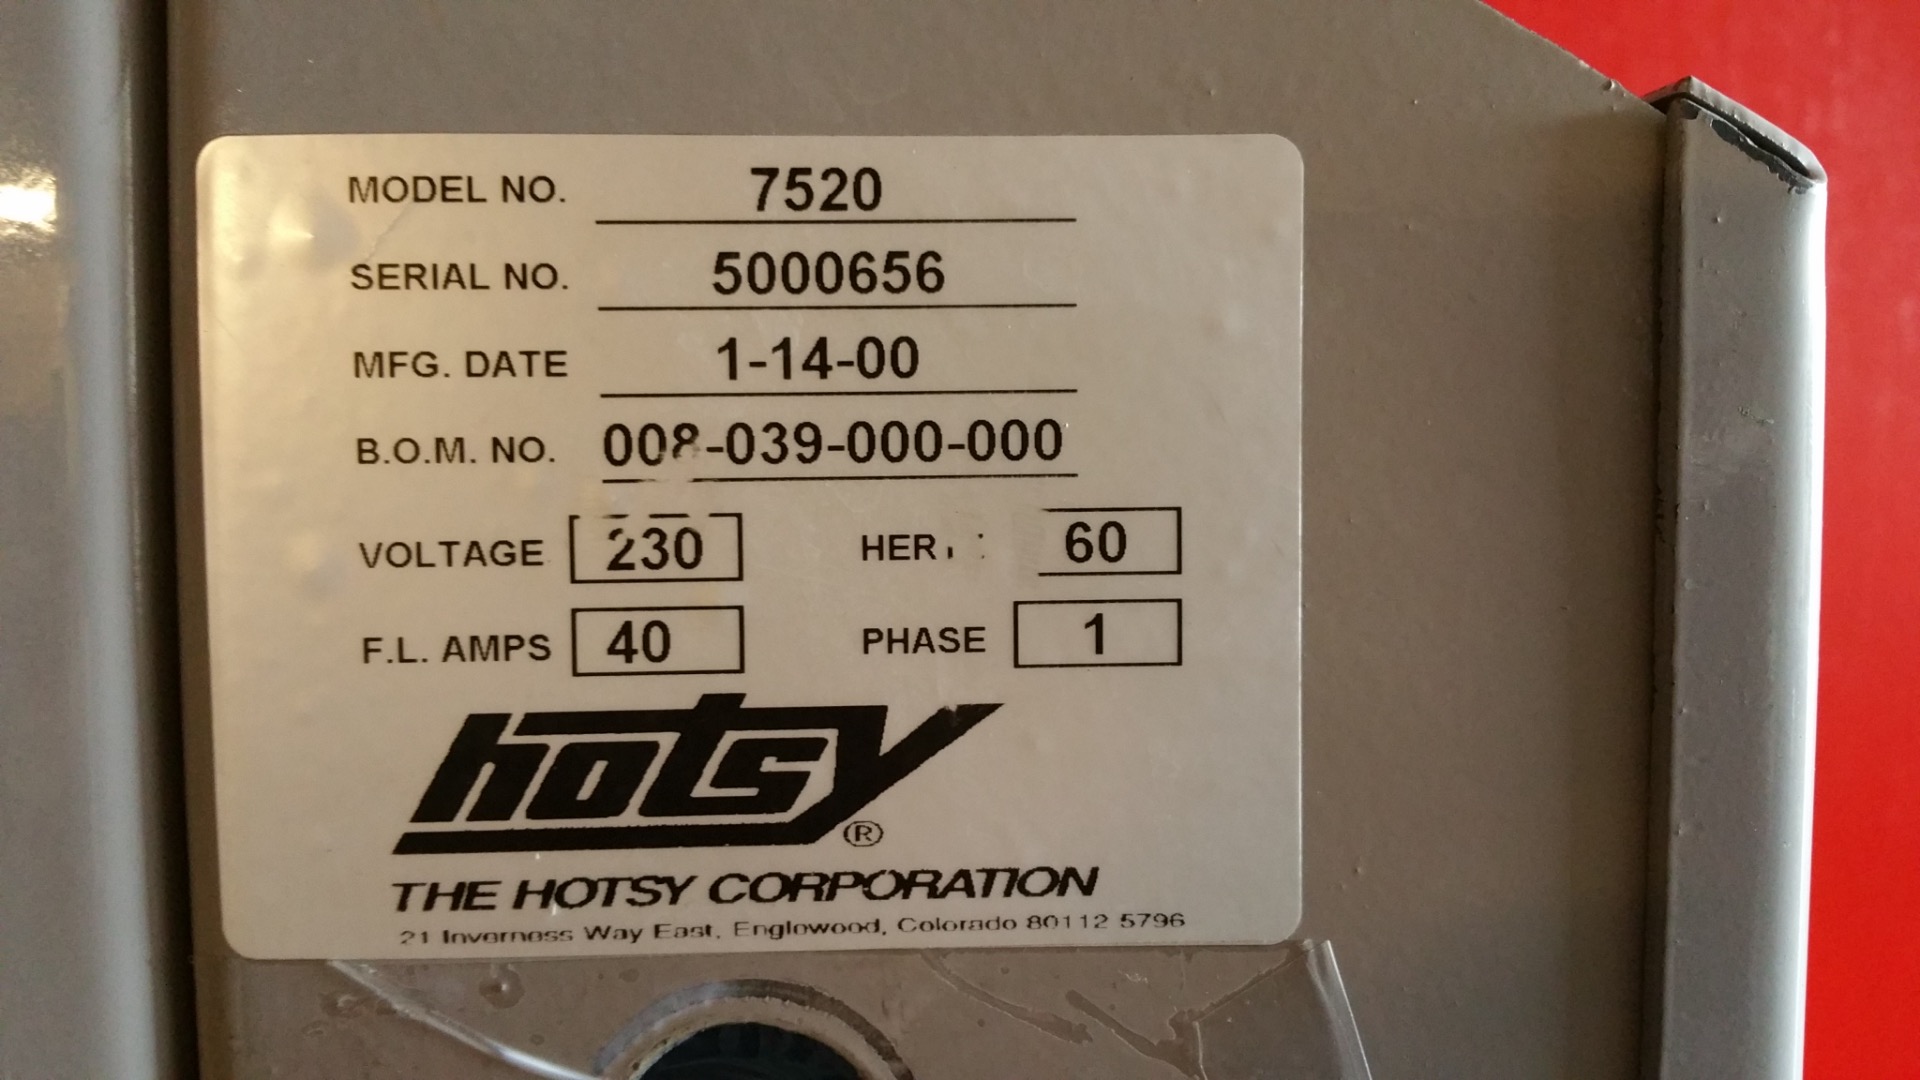 MODEL NO. 7520
SERIAL NO. 5000656
MFG. DATE 1-14-00
B.O.M. NO. 008-039-000-000
VOLTAGE 230 60
F.L. AMPS 40 PHASE 1
hotsy®
THE HOTSY CORPORATION
21 Inverness Way East, Englewood, Colorado 80112 5796